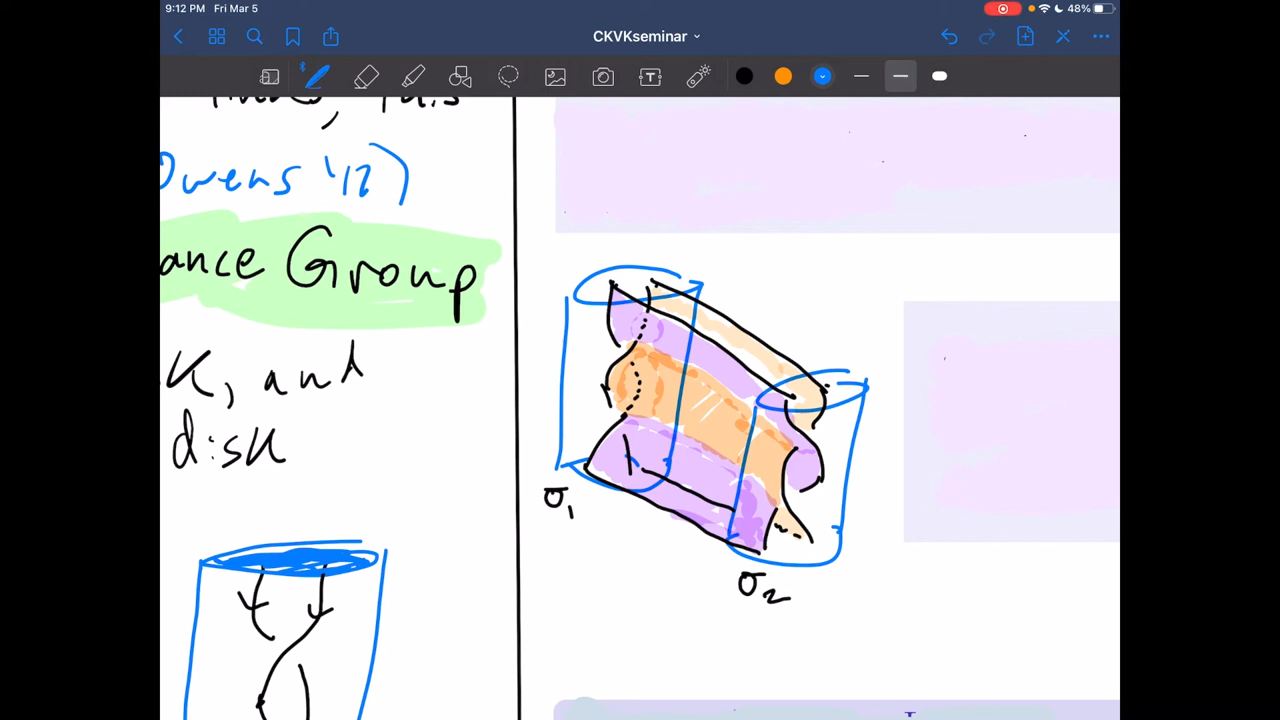 9:12 PM Fri Mar 5
48%
CKVKseminar
Owens '12)
ance Group
K, and
disk
σ1
σ2